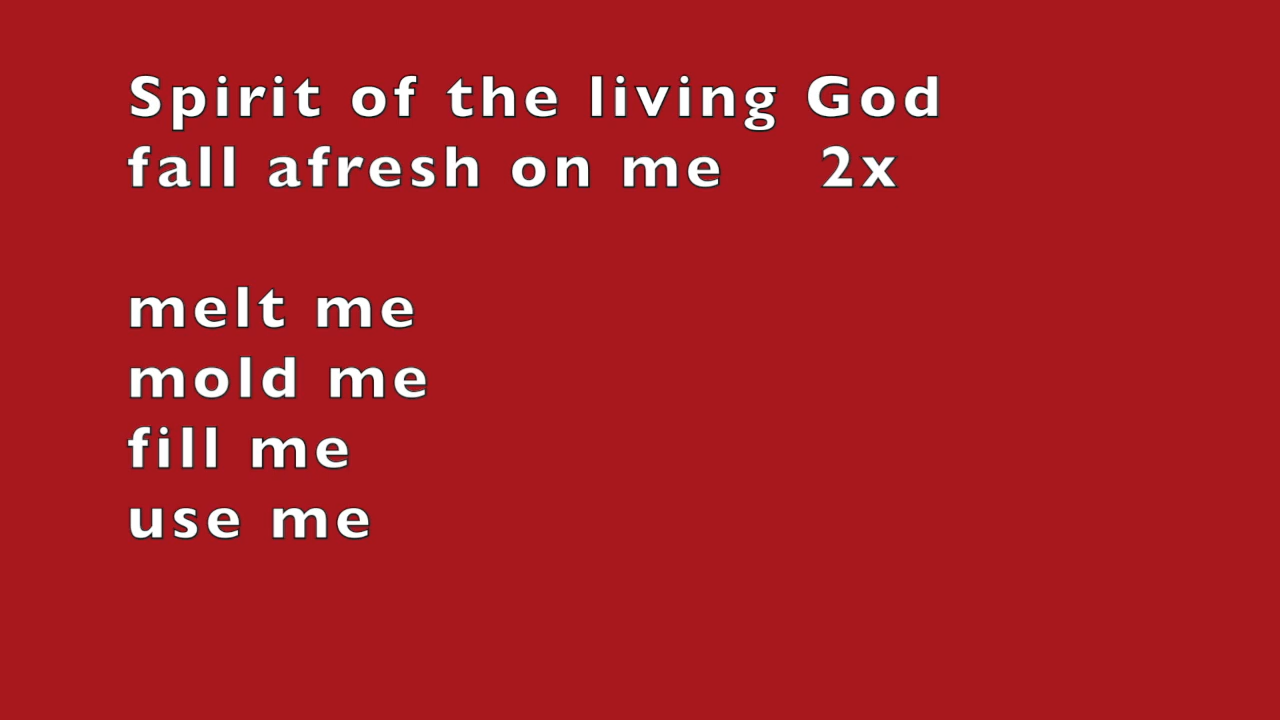 Spirit of the living God
fall afresh on me 2x
melt me
mold me
fill me
use me